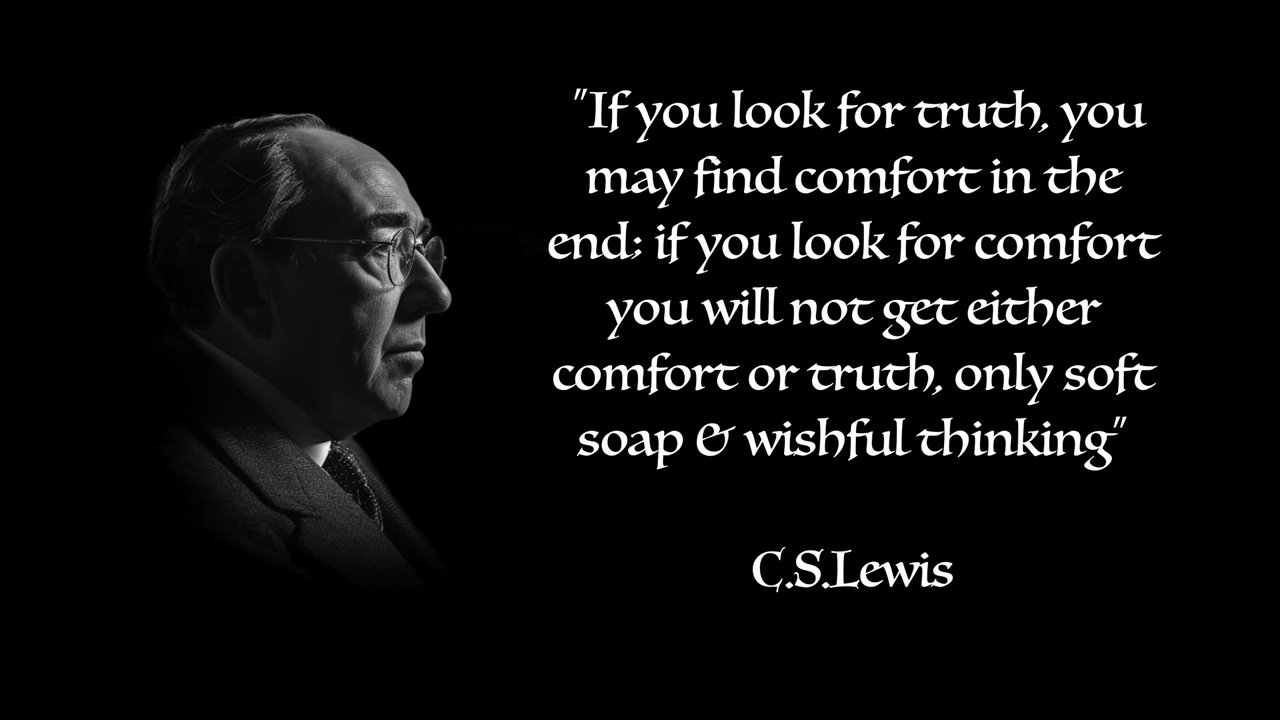 "If you look for truth, you
may find comfort in the
end; if you look for comfort
you will not get either
comfort or truth, only soft
soap & wishful thinking"
C.S.Lewis